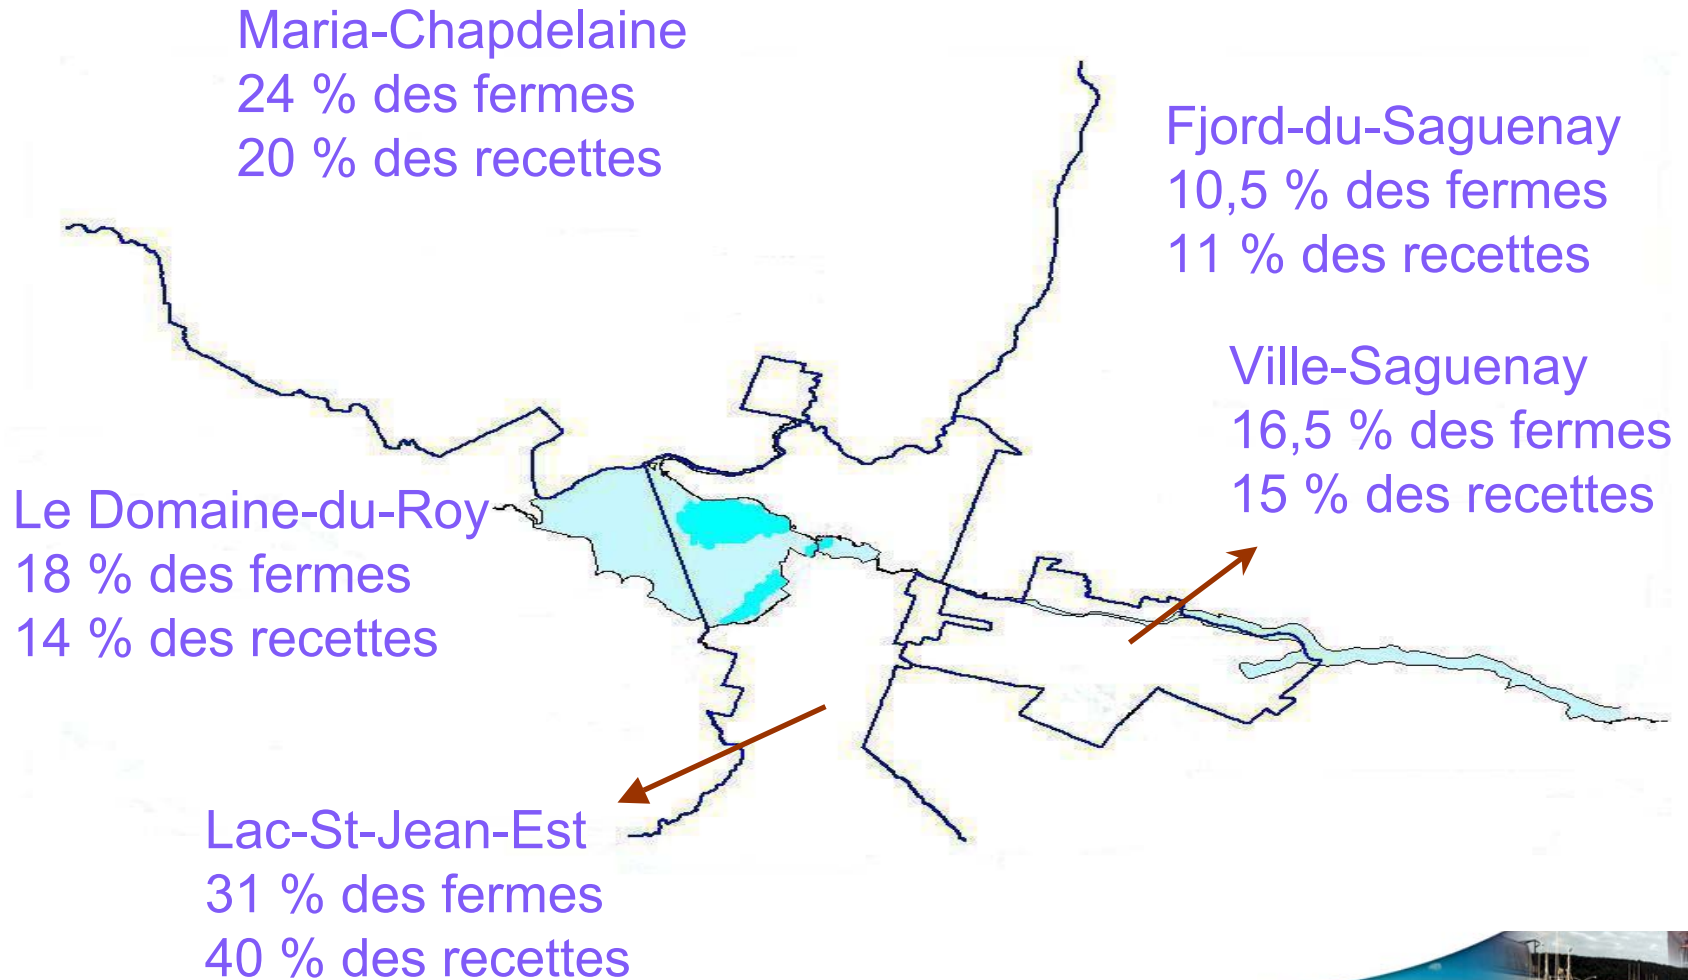 Maria-Chapdelaine
24 % des fermes
20 % des recettes
Fjord-du-Saguenay
10,5 % des fermes
11 % des recettes
Ville-Saguenay
16,5 % des fermes
15 % des recettes
Le Domaine-du-Roy
18 % des fermes
14 % des recettes
Lac-St-Jean-Est
31 % des fermes
40 % des recettes